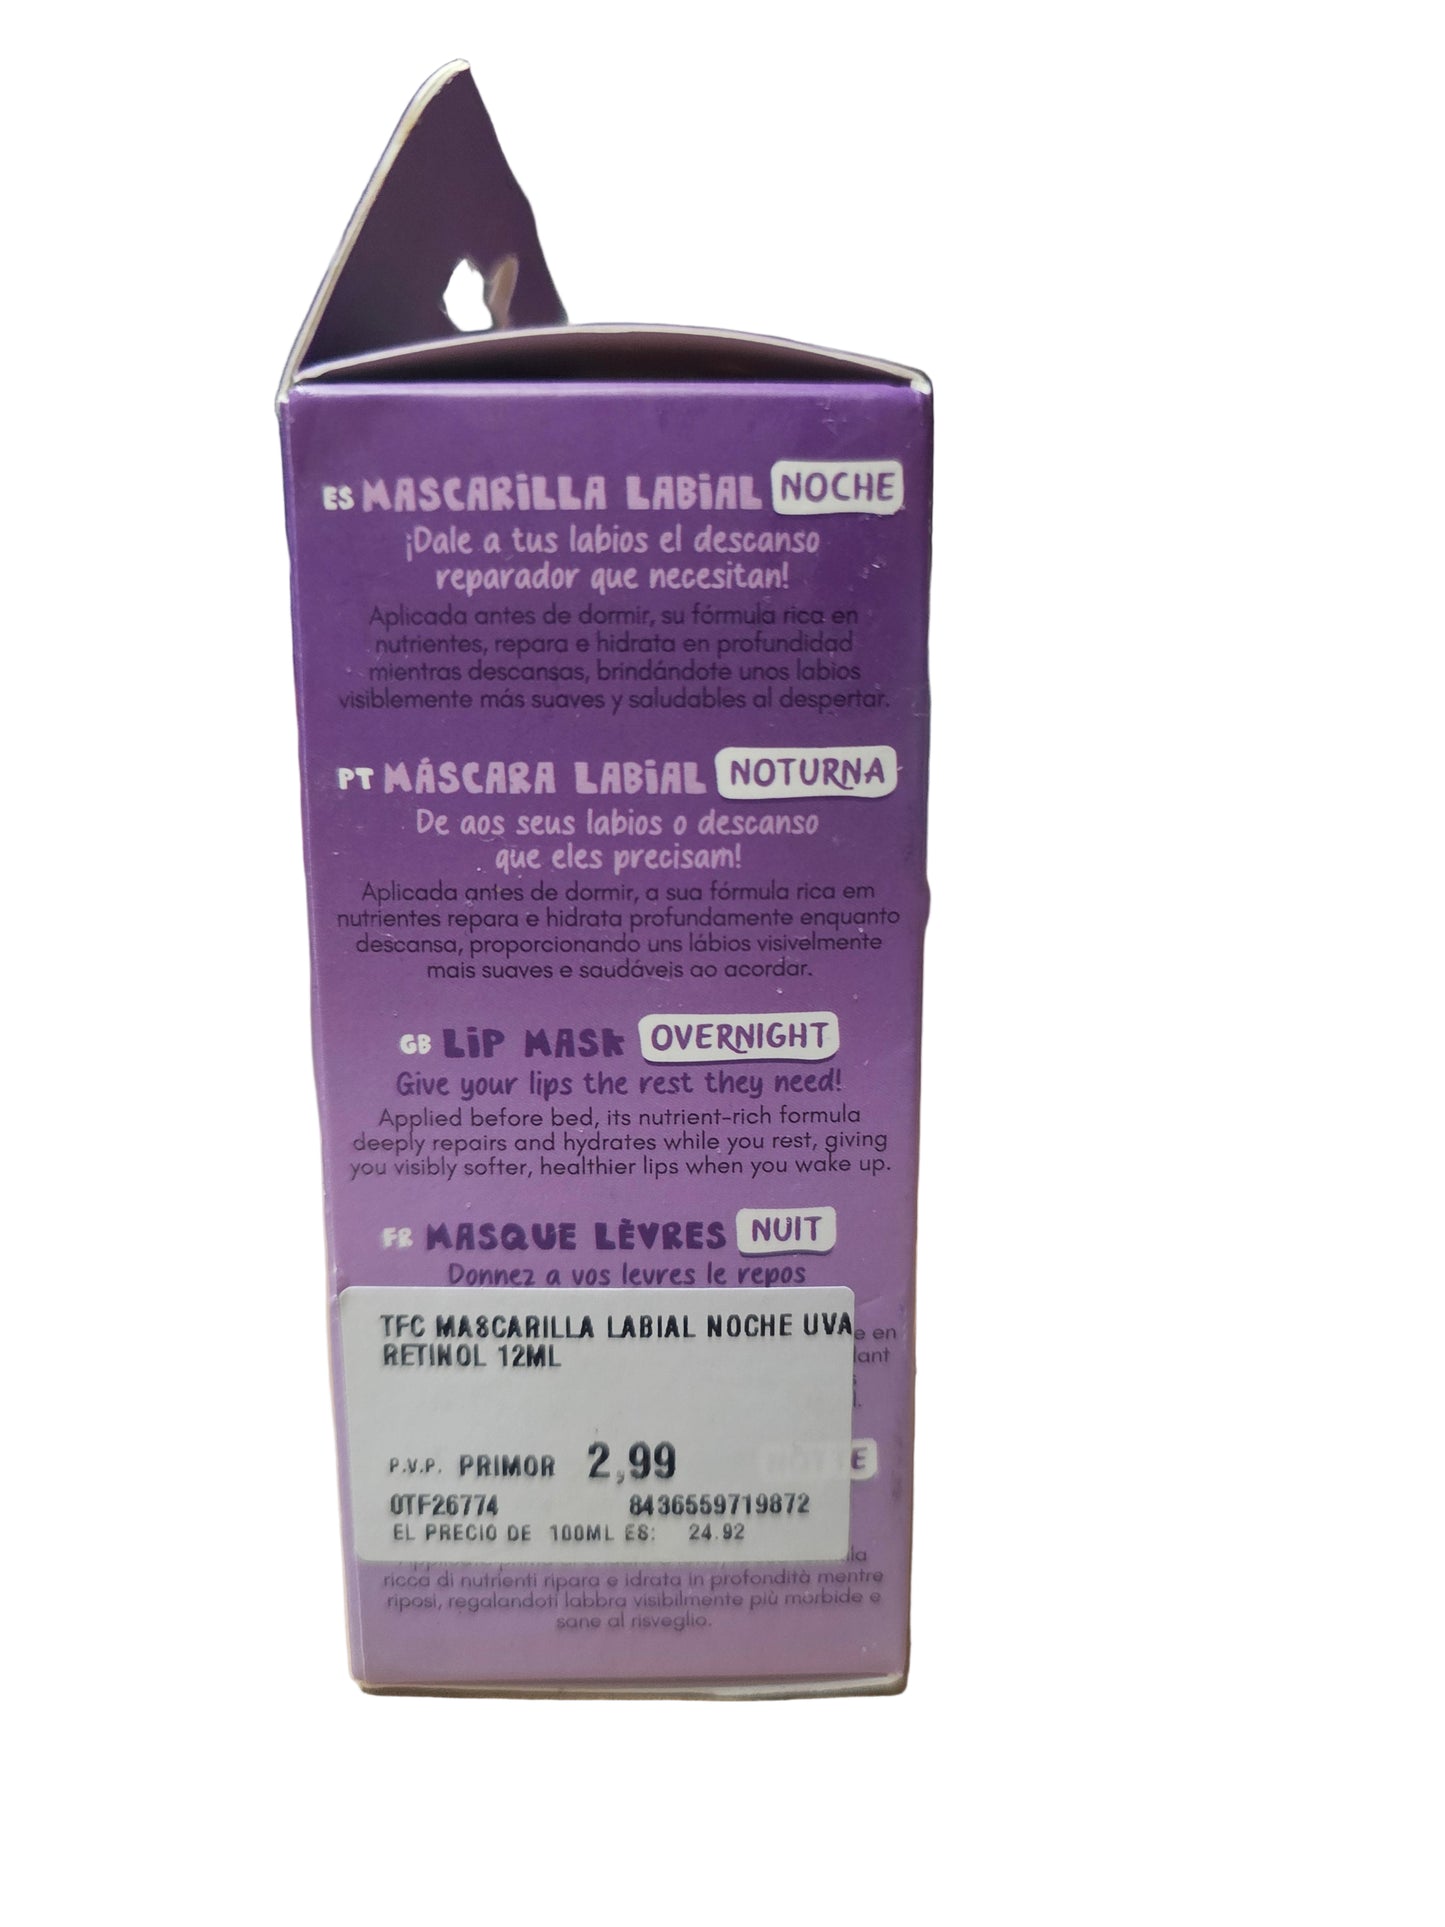 ES MASCARiLLA LABiAL NOCHE
¡Dale a tus labios el descanso
reparador que necesitan!
Aplicada antes de dormir, su fórmula rica en
nutrientes, repara e hidrata en profundidad
mientras descansas, brindándote unos labios
visiblemente más suaves y saludables al despertar.
PT MÁSCARA LABiAL NOTURNA
De aos seus labios o descanso
que eles precisam!
Aplicada antes de dormir, a sua fórmula rica em
nutrientes repara e hidrata profundamente enquanto
descansa, proporcionando uns lábios visivelmente
mais suaves e saudáveis ao acordar.
GB LiP MASK OVERNIGHT
Give your lips the rest they need!
Applied before bed, its nutrient-rich formula
deeply repairs and hydrates while you rest, giving
you visibly softer, healthier lips when you wake up.
FR MASQUE LÈVRES NUIT
Donnez a vos levres le repos
TFC MASCARILLA LABIAL NOCHE UVA
en
RETINOL 12ML
P.V.P. PRIMOR 2,99
0TF26774 8436559719872
EL PRECIO DE 100ML ES: 24.92
ricca di nutrienti ripara e idrata in profondità mentre
riposi, regalandoti labbra visibilmente più morbide e
sane al risveglio.